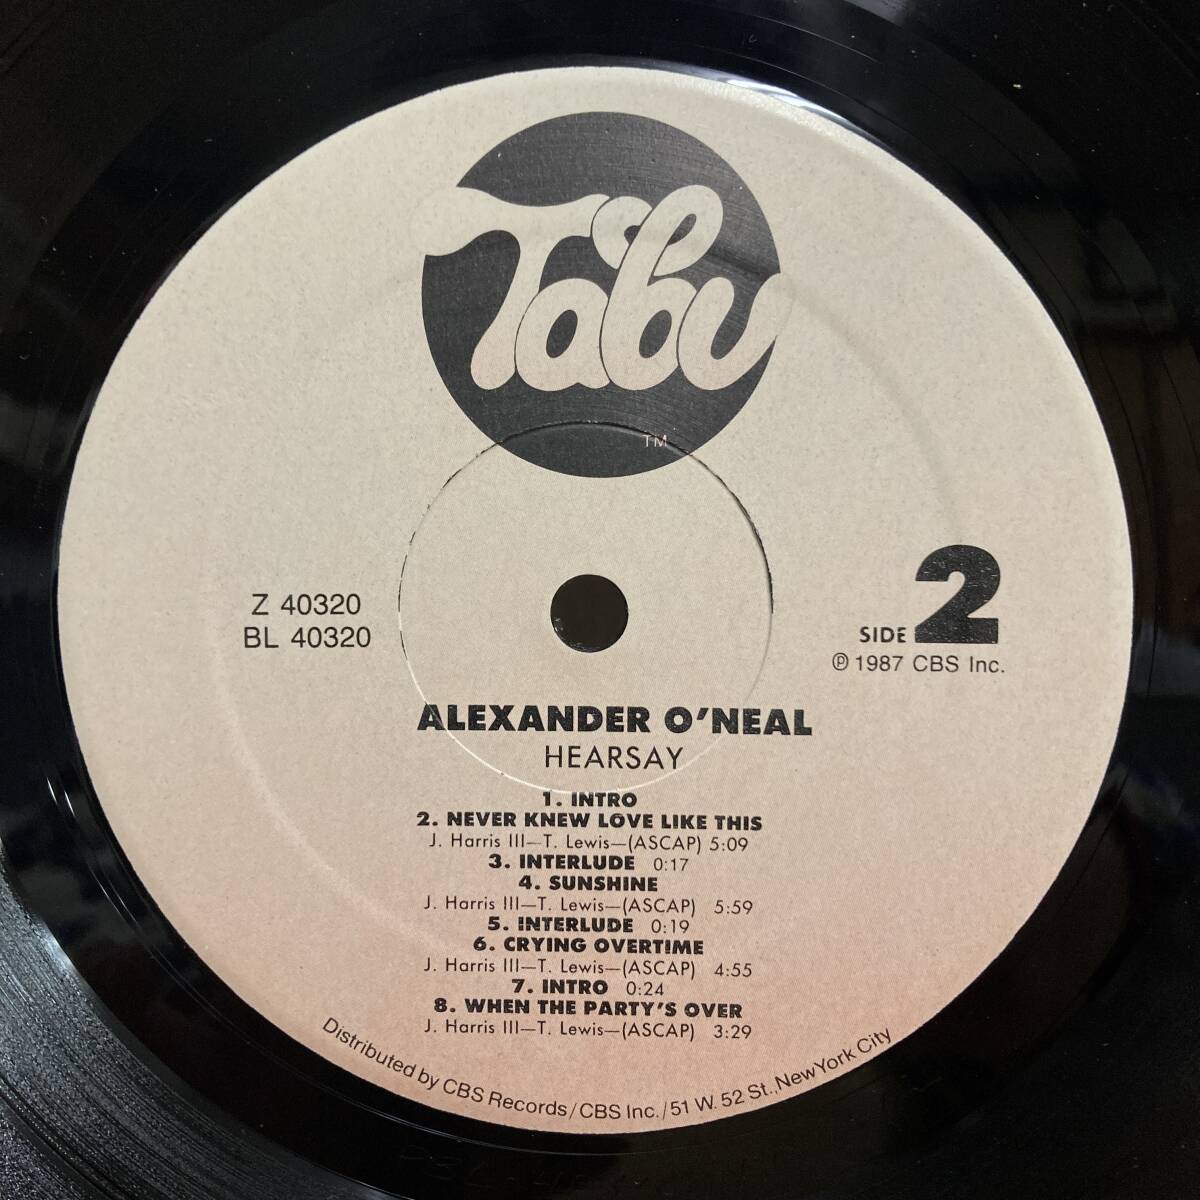 Tabu
TM
Z 40320
BL 40320
SIDE 2
℗ 1987 CBS Inc.
ALEXANDER O'NEAL
HEARSAY
1. INTRO
2. NEVER KNEW LOVE LIKE THIS
J. Harris III—T. Lewis—(ASCAP) 5:09
3. INTERLUDE 0:17
4. SUNSHINE
J. Harris III—T. Lewis—(ASCAP) 5:59
5. INTERLUDE 0:19
6. CRYING OVERTIME
J. Harris III—T. Lewis—(ASCAP) 4:55
7. INTRO 0:24
8. WHEN THE PARTY'S OVER
J. Harris III—T. Lewis—(ASCAP) 3:29
Distributed by CBS Records/CBS Inc./51 W. 52 St., New York City